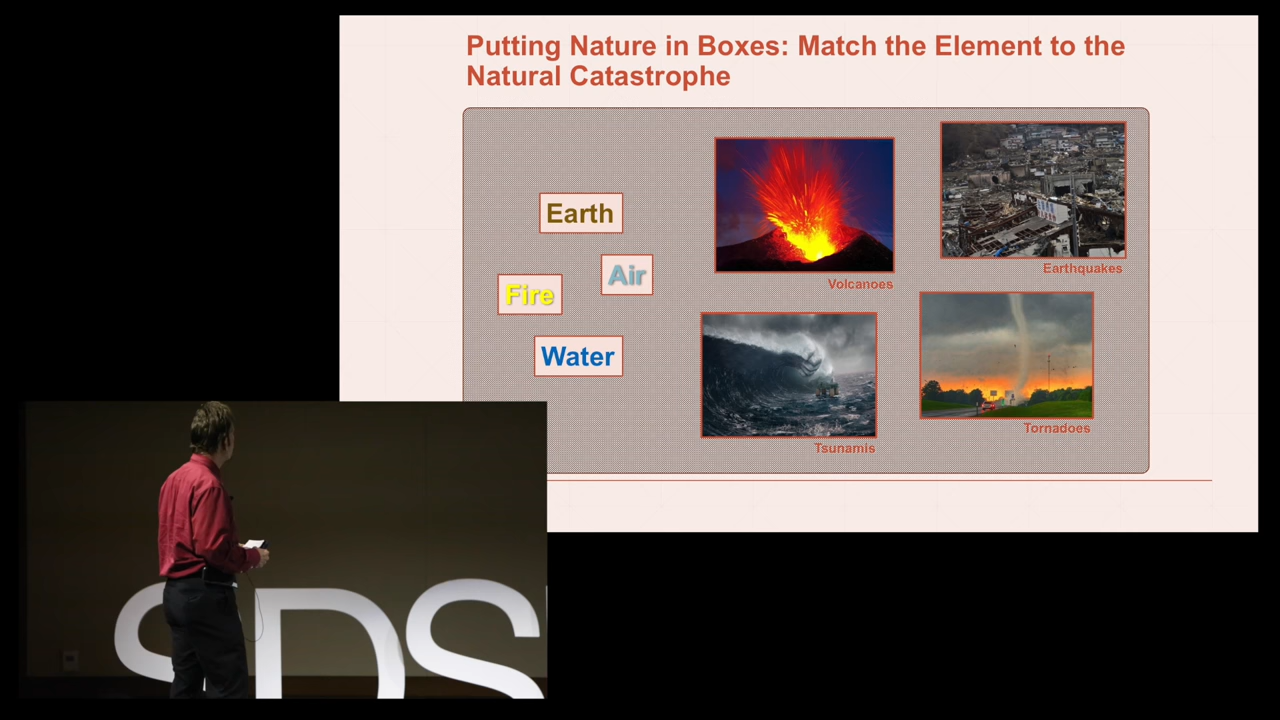 Putting Nature in Boxes: Match the Element to the
Natural Catastrophe
Earth
Air
Fire
Water
Volcanoes
Earthquakes
Tsunamis
Tornadoes
SDS